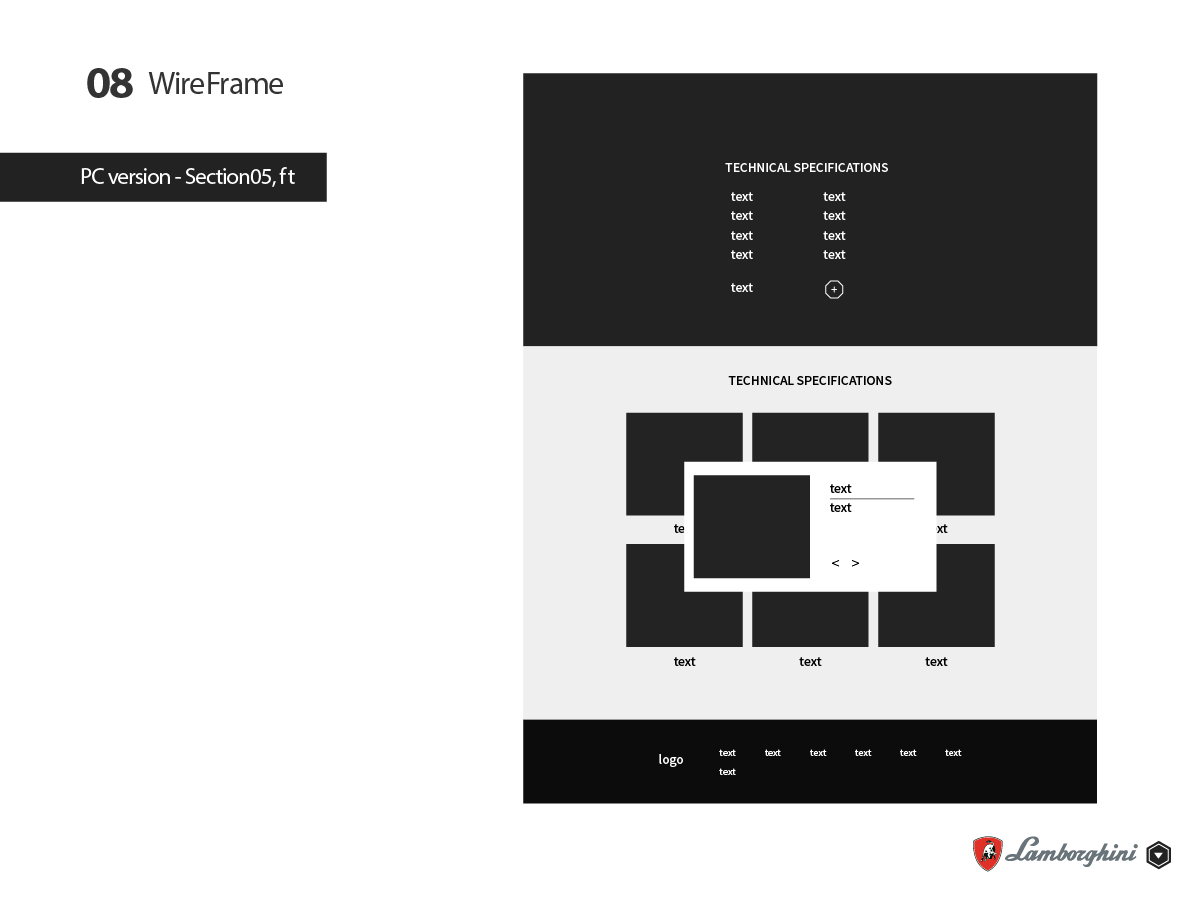 08 WireFrame
PC version - Section05, ft
TECHNICAL SPECIFICATIONS
text text
text text
text text
text text
text +
TECHNICAL SPECIFICATIONS
text
text
te
xt
< >
text text text
logo
text text text text text text
text
Lamborghini